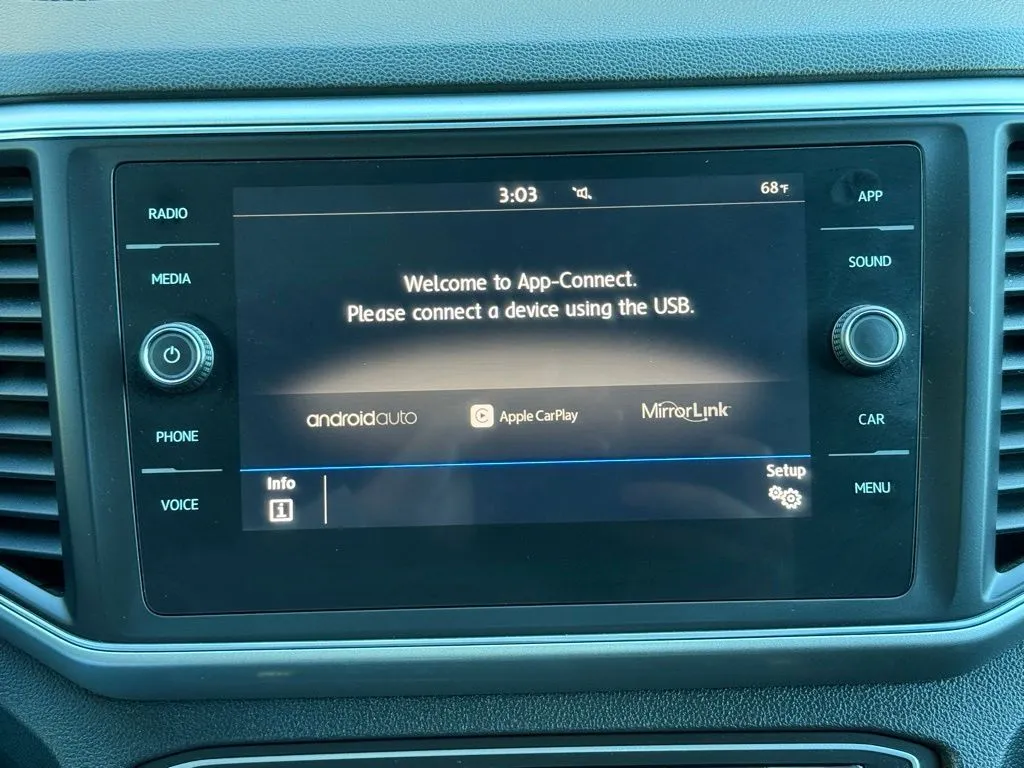 3:03
68°F
RADIO
MEDIA
PHONE
VOICE
APP
SOUND
CAR
MENU
Welcome to App-Connect.
Please connect a device using the USB.
androidauto
Apple CarPlay
MirrorLink
Info
i
Setup